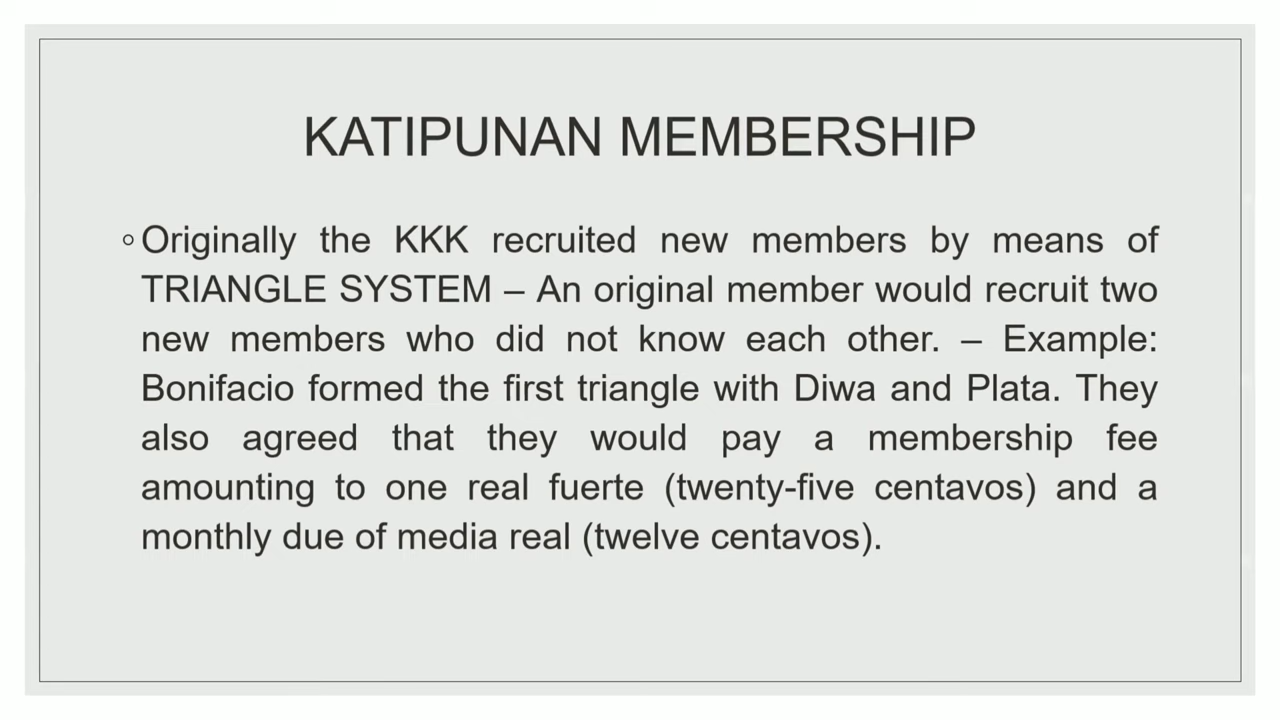 KATIPUNAN MEMBERSHIP
◦Originally the KKK recruited new members by means of
TRIANGLE SYSTEM – An original member would recruit two
new members who did not know each other. – Example:
Bonifacio formed the first triangle with Diwa and Plata. They
also agreed that they would pay a membership fee
amounting to one real fuerte (twenty-five centavos) and a
monthly due of media real (twelve centavos).